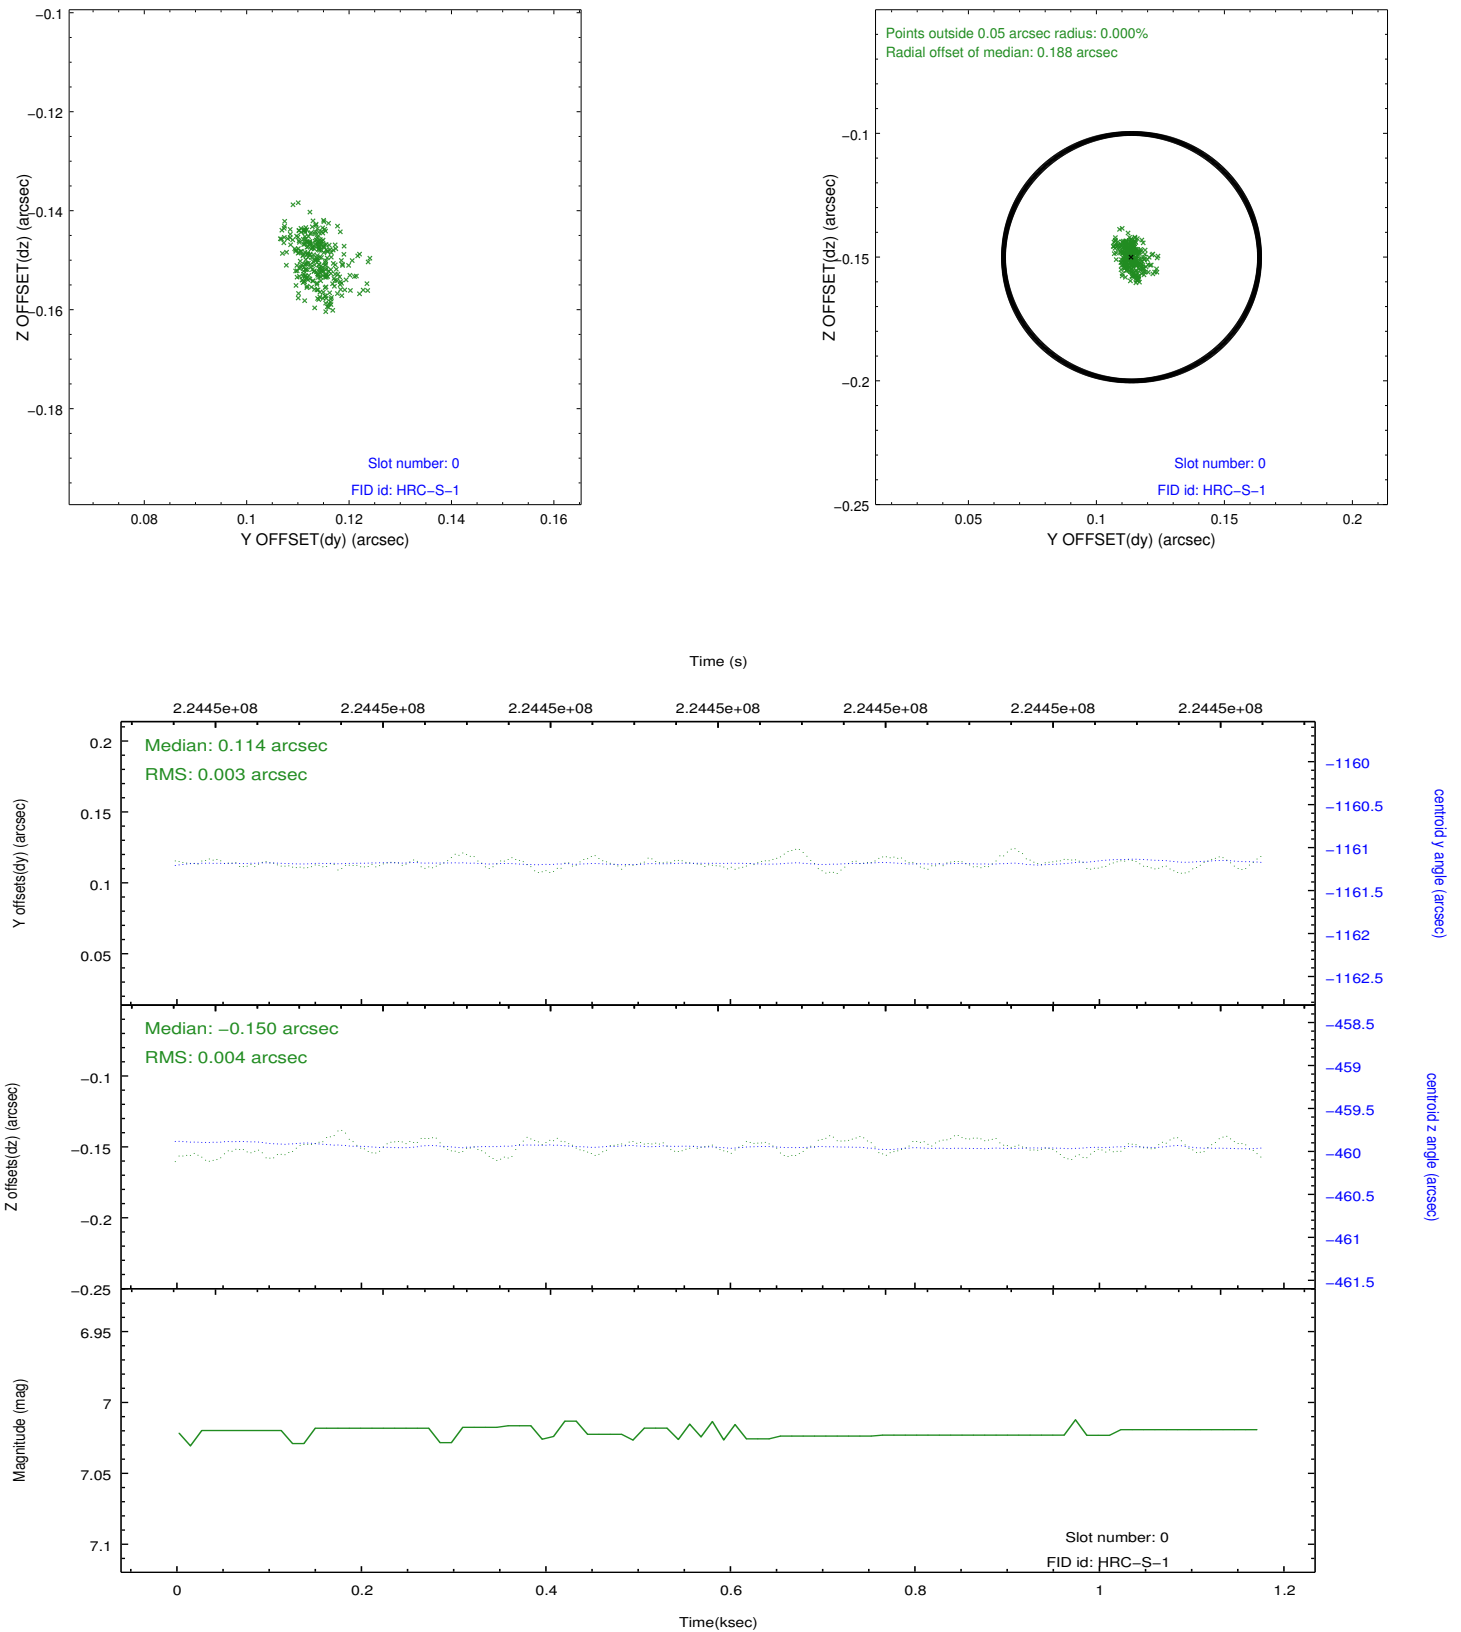 −0.1
−0.12
−0.14
−0.16
−0.18
Z OFFSET(dz) (arcsec)
Slot number: 0
FID id: HRC−S−1
0.08 0.1 0.12 0.14 0.16
Y OFFSET(dy) (arcsec)
Points outside 0.05 arcsec radius: 0.000%
Radial offset of median: 0.188 arcsec
−0.1
−0.15
−0.2
−0.25
Z OFFSET(dz) (arcsec)
Slot number: 0
FID id: HRC−S−1
0.05 0.1 0.15 0.2
Y OFFSET(dy) (arcsec)
Time (s)
2.2445e+08 2.2445e+08 2.2445e+08 2.2445e+08 2.2445e+08 2.2445e+08 2.2445e+08
Median: 0.114 arcsec
RMS: 0.003 arcsec
0.2
0.15
0.1
0.05
Y offsets(dy) (arcsec)
−1160
−1160.5
−1161
−1161.5
−1162
−1162.5
centroid y angle (arcsec)
Median: −0.150 arcsec
RMS: 0.004 arcsec
−0.1
−0.15
−0.2
−0.25
Z offsets(dz) (arcsec)
−458.5
−459
−459.5
−460
−460.5
−461
−461.5
centroid z angle (arcsec)
6.95
7
7.05
7.1
Magnitude (mag)
Slot number: 0
FID id: HRC−S−1
0 0.2 0.4 0.6 0.8 1 1.2
Time(ksec)